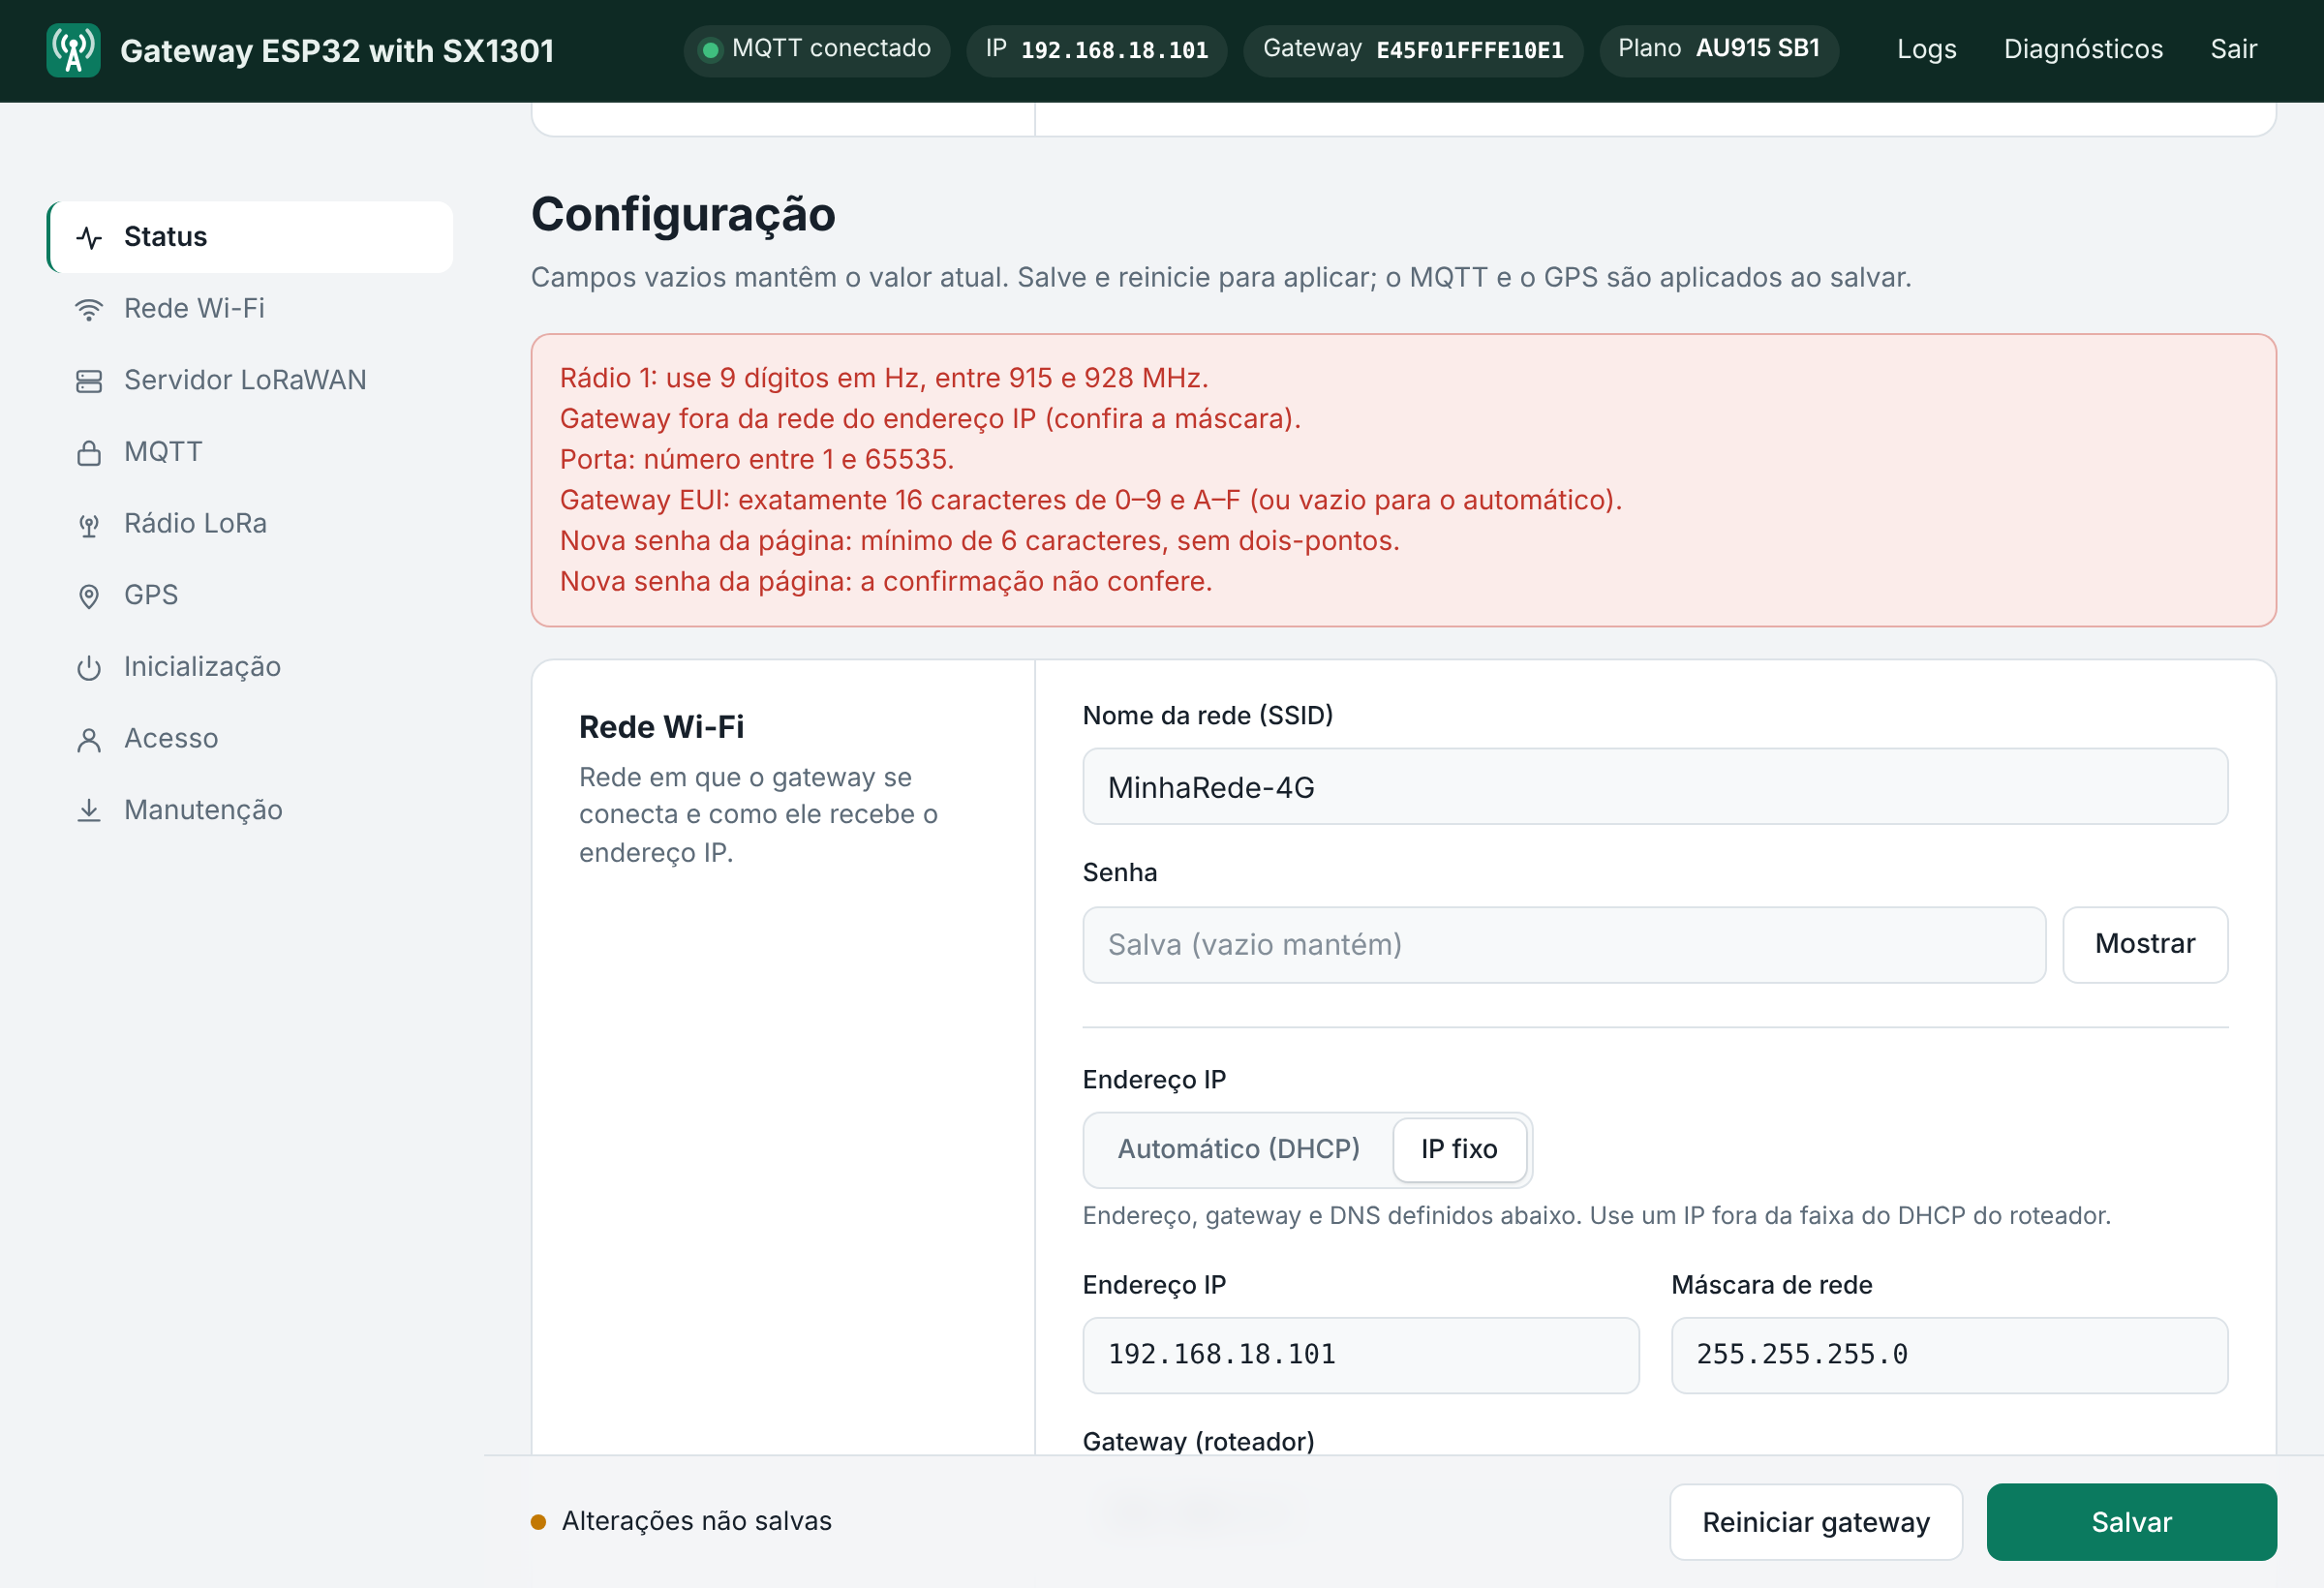 Gateway ESP32 with SX1301
MQTT conectado
IP 192.168.18.101
Gateway E45F01FFFE10E1
Plano AU915 SB1
Logs
Diagnósticos
Sair
Status
Rede Wi-Fi
Servidor LoRaWAN
MQTT
Rádio LoRa
GPS
Inicialização
Acesso
Manutenção
Configuração
Campos vazios mantêm o valor atual. Salve e reinicie para aplicar; o MQTT e o GPS são aplicados ao salvar.
Rádio 1: use 9 dígitos em Hz, entre 915 e 928 MHz.
Gateway fora da rede do endereço IP (confira a máscara).
Porta: número entre 1 e 65535.
Gateway EUI: exatamente 16 caracteres de 0–9 e A–F (ou vazio para o automático).
Nova senha da página: mínimo de 6 caracteres, sem dois-pontos.
Nova senha da página: a confirmação não confere.
Rede Wi-Fi
Rede em que o gateway se
conecta e como ele recebe o
endereço IP.
Nome da rede (SSID)
MinhaRede-4G
Senha
Salva (vazio mantém)
Mostrar
Endereço IP
Automático (DHCP)
IP fixo
Endereço, gateway e DNS definidos abaixo. Use um IP fora da faixa do DHCP do roteador.
Endereço IP
Máscara de rede
192.168.18.101
255.255.255.0
Gateway (roteador)
Alterações não salvas
Reiniciar gateway
Salvar